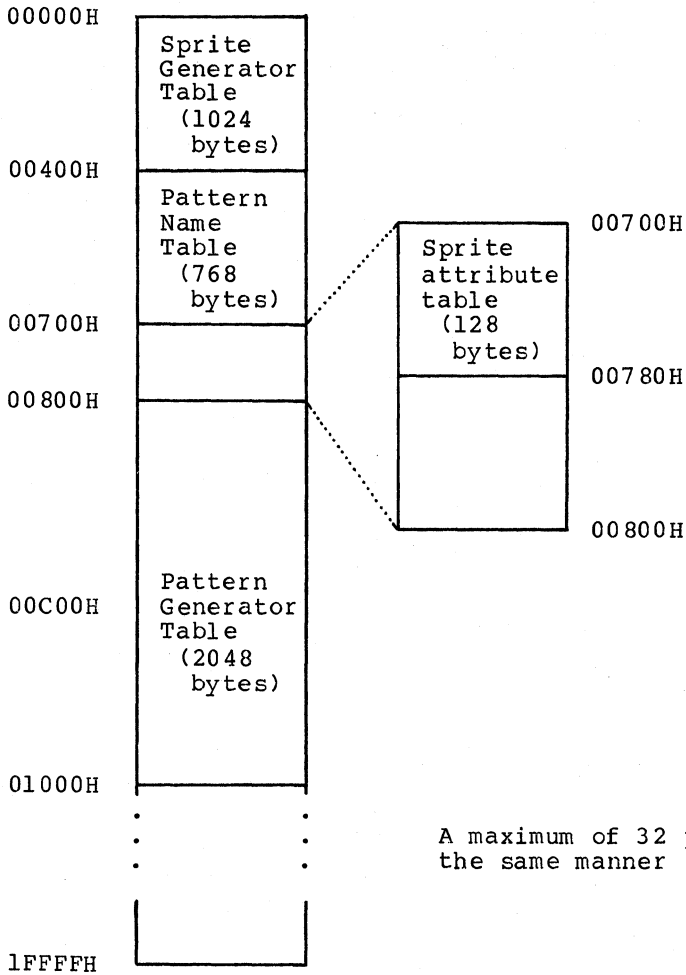 00000H
Sprite
Generator
Table
(1024
bytes)
00400H
Pattern
Name
Table
(768
bytes)
00700H
00700H
Sprite
attribute
table
(128
bytes)
00780H
00800H
00800H
Pattern
00C00H
Generator
Table
(2048
bytes)
01000H
A maximum of 32
the same manner
1FFFFH